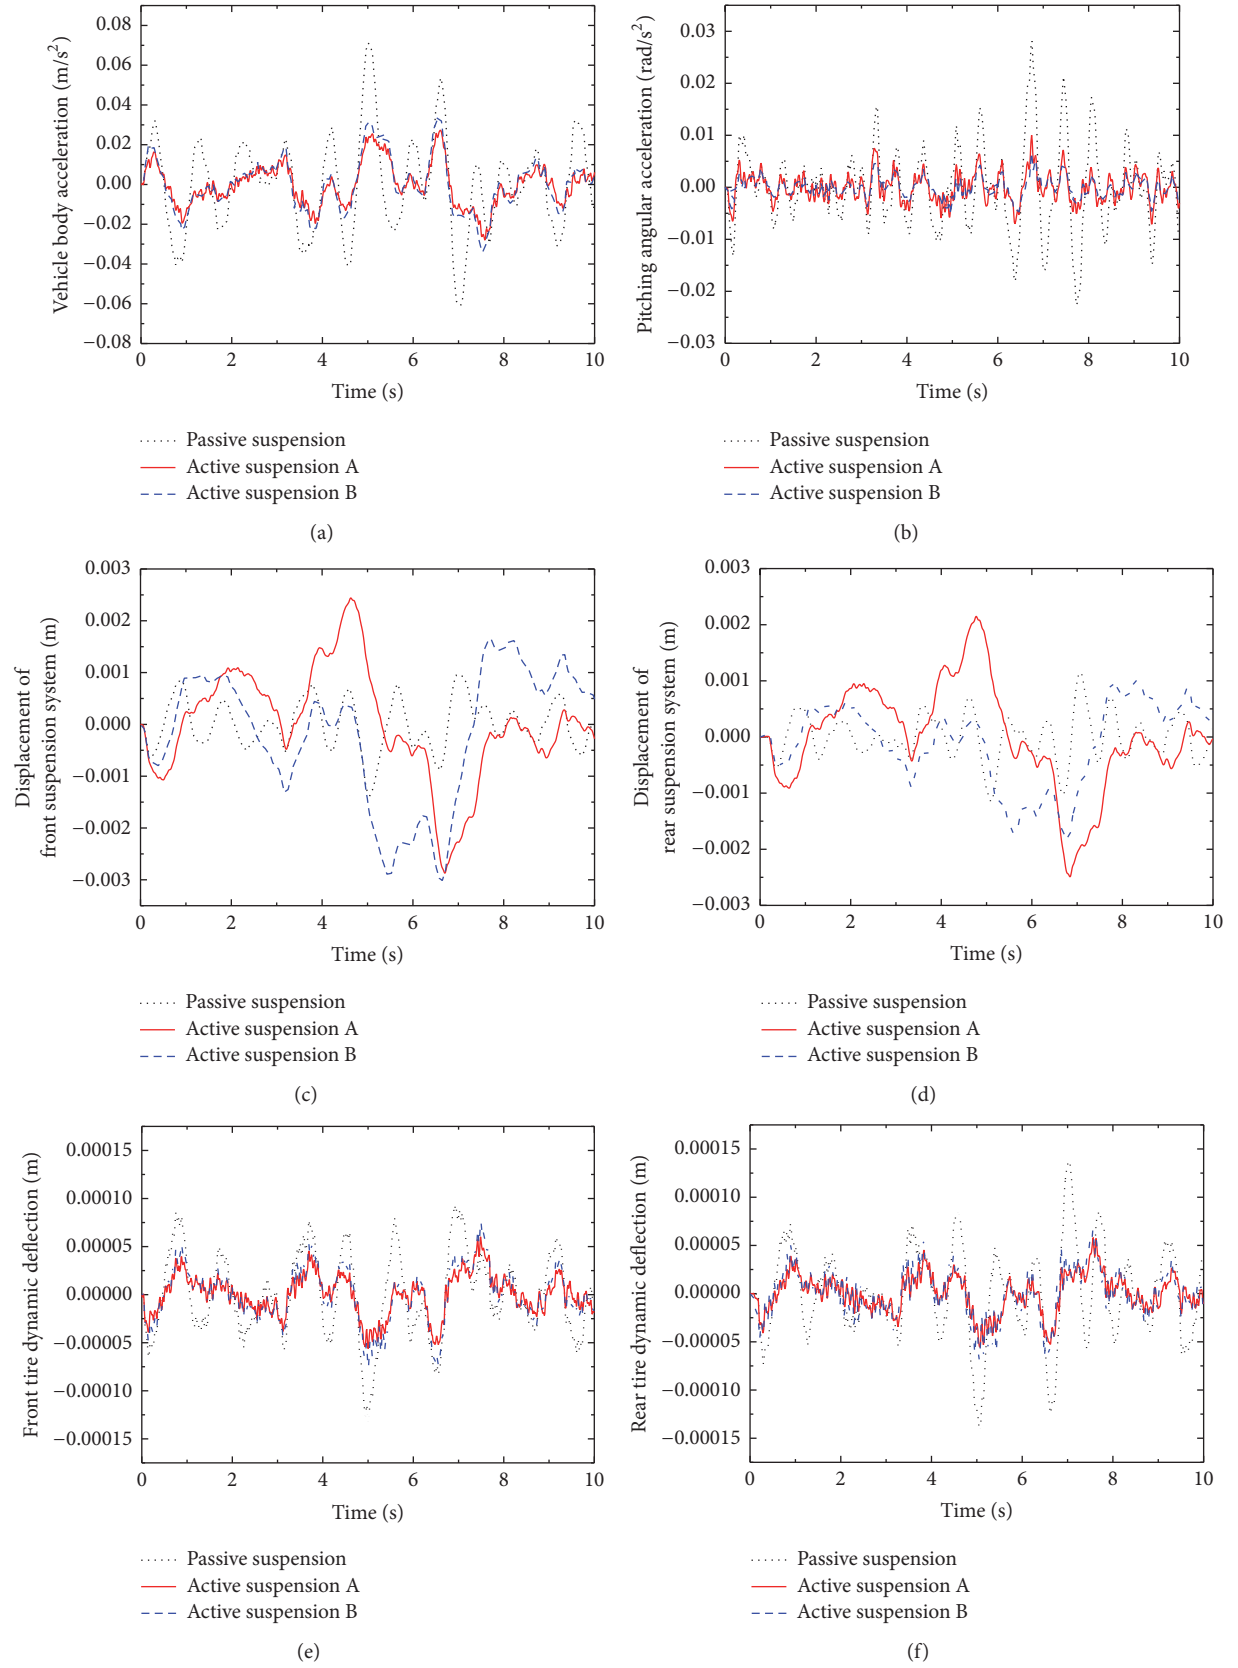 0.08
0.06
0.04
0.02
0.00
−0.02
−0.04
−0.06
−0.08
Vehicle body acceleration (m/s²)
0 2 4 6 8 10
Time (s)
Passive suspension
Active suspension A
Active suspension B
(a)
0.03
0.02
0.01
0.00
−0.01
−0.02
−0.03
Pitching angular acceleration (rad/s²)
0 2 4 6 8 10
Time (s)
Passive suspension
Active suspension A
Active suspension B
(b)
0.003
0.002
0.001
0.000
−0.001
−0.002
−0.003
Displacement of
front suspension system (m)
0 2 4 6 8 10
Time (s)
Passive suspension
Active suspension A
Active suspension B
(c)
0.003
0.002
0.001
0.000
−0.001
−0.002
−0.003
Displacement of
rear suspension system (m)
0 2 4 6 8 10
Time (s)
Passive suspension
Active suspension A
Active suspension B
(d)
0.00015
0.00010
0.00005
0.00000
−0.00005
−0.00010
−0.00015
Front tire dynamic deflection (m)
0 2 4 6 8 10
Time (s)
Passive suspension
Active suspension A
Active suspension B
(e)
0.00015
0.00010
0.00005
0.00000
−0.00005
−0.00010
−0.00015
Rear tire dynamic deflection (m)
0 2 4 6 8 10
Time (s)
Passive suspension
Active suspension A
Active suspension B
(f)